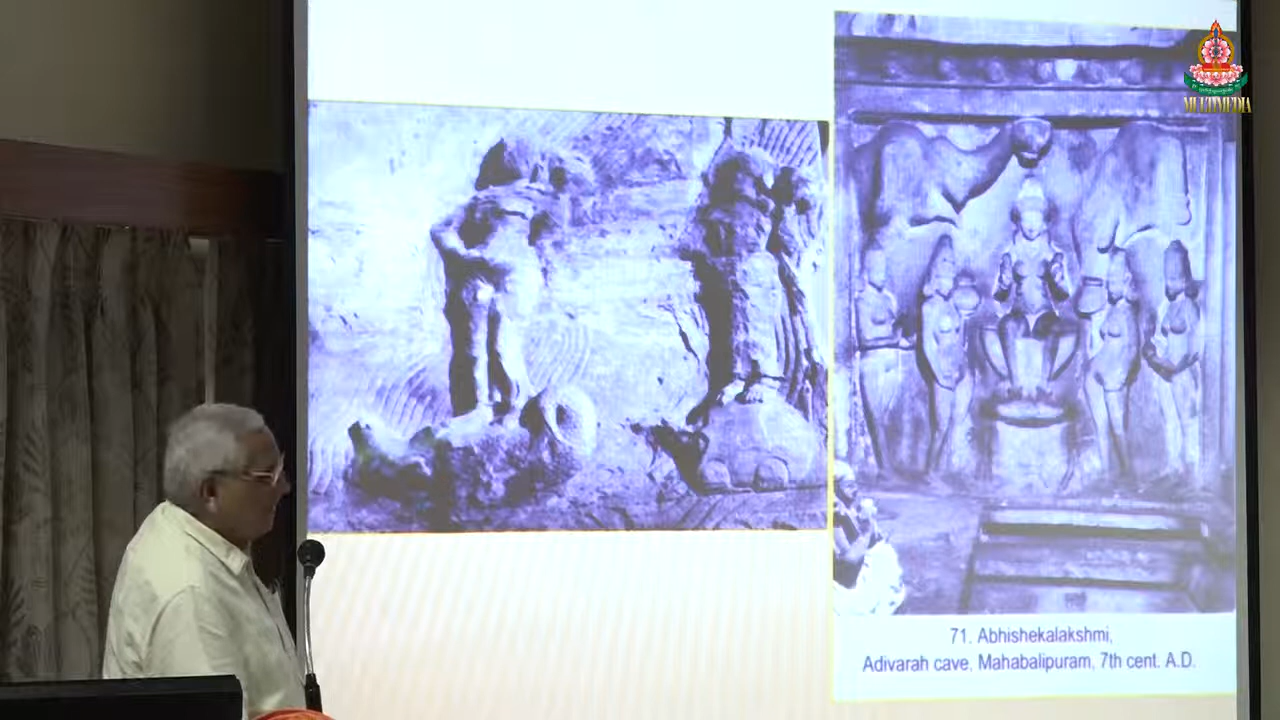 MULTIMEDIA
71. Abhishekalakshmi,
Adivarah cave, Mahabalipuram, 7th cent. A.D.